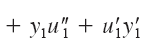 + y₁u₁″ + u₁′y₁′